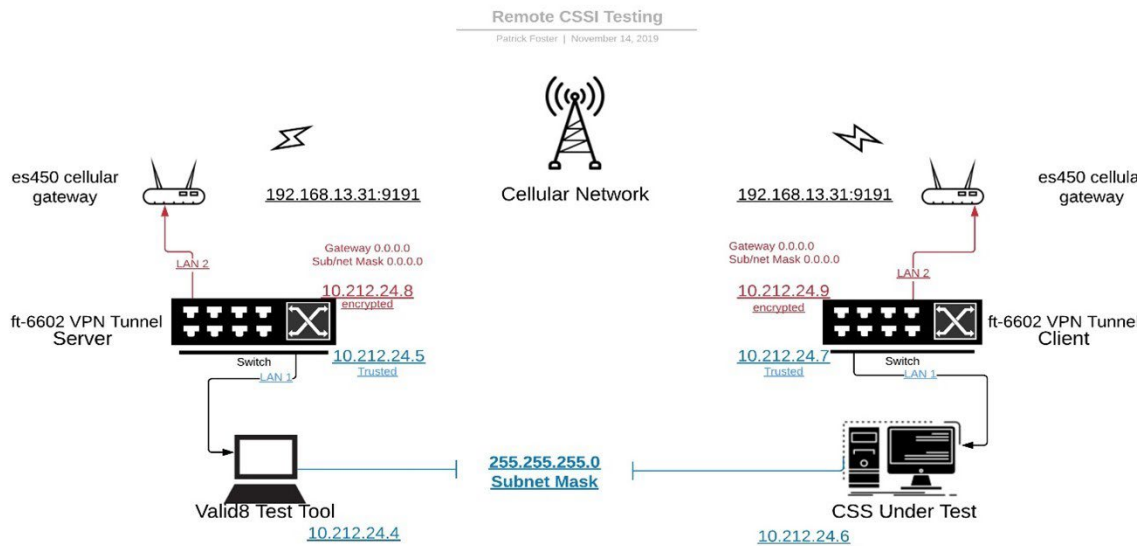 Remote CSSI Testing
Patrick Foster | November 14, 2019
es450 cellular
gateway
192.168.13.31:9191
Cellular Network
192.168.13.31:9191
es450 cellular
gateway
LAN 2
Gateway 0.0.0.0
Sub/net Mask 0.0.0.0
10.212.24.8
encrypted
Gateway 0.0.0.0
Sub/net Mask 0.0.0.0
10.212.24.9
encrypted
LAN 2
ft-6602 VPN Tunnel
Server
ft-6602 VPN Tunnel
Client
Switch
10.212.24.5
Trusted
LAN 1
10.212.24.7
Trusted
Switch
LAN 1
255.255.255.0
Subnet Mask
Valid8 Test Tool
10.212.24.4
CSS Under Test
10.212.24.6